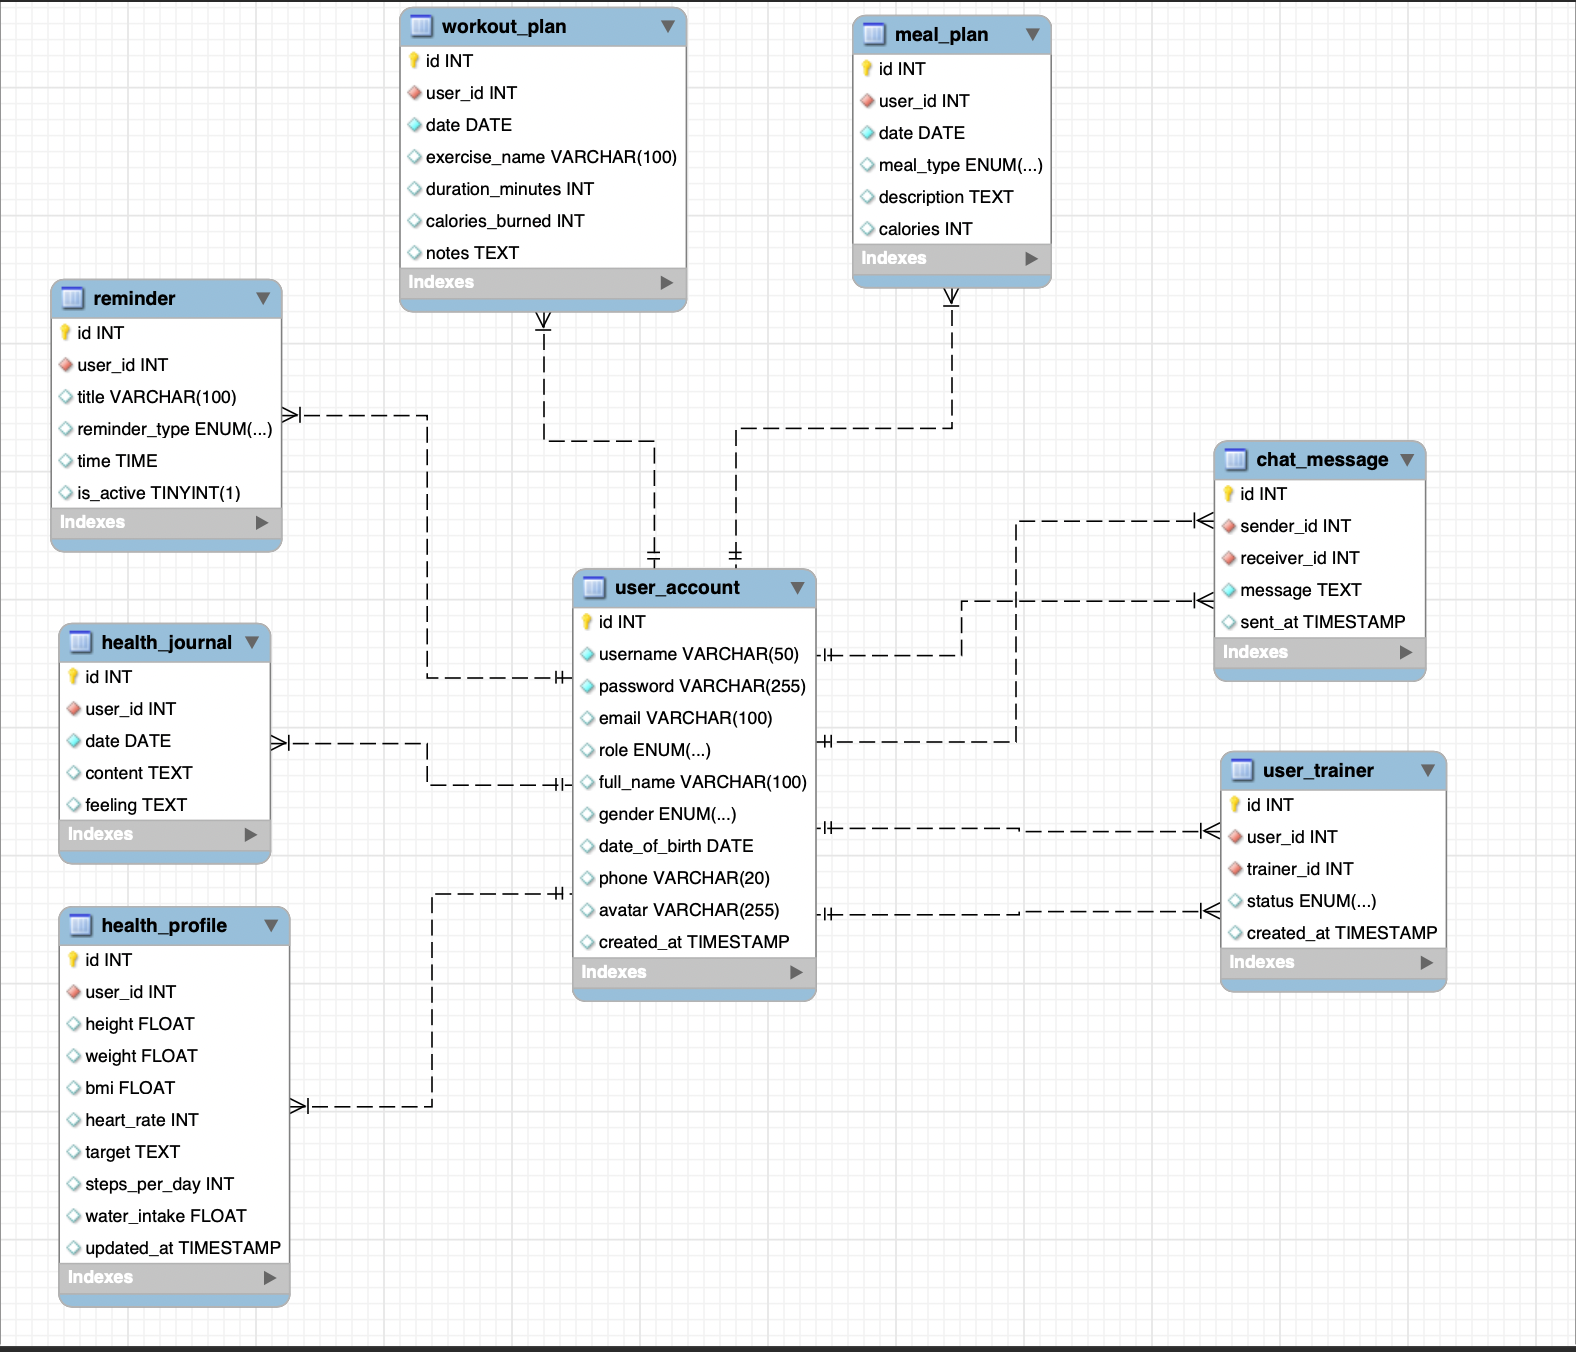 workout_plan
id INT
user_id INT
date DATE
exercise_name VARCHAR(100)
duration_minutes INT
calories_burned INT
notes TEXT
Indexes
meal_plan
id INT
user_id INT
date DATE
meal_type ENUM(...)
description TEXT
calories INT
Indexes
reminder
id INT
user_id INT
title VARCHAR(100)
reminder_type ENUM(...)
time TIME
is_active TINYINT(1)
Indexes
chat_message
id INT
sender_id INT
receiver_id INT
message TEXT
sent_at TIMESTAMP
Indexes
user_account
id INT
username VARCHAR(50)
password VARCHAR(255)
email VARCHAR(100)
role ENUM(...)
full_name VARCHAR(100)
gender ENUM(...)
date_of_birth DATE
phone VARCHAR(20)
avatar VARCHAR(255)
created_at TIMESTAMP
Indexes
health_journal
id INT
user_id INT
date DATE
content TEXT
feeling TEXT
Indexes
user_trainer
id INT
user_id INT
trainer_id INT
status ENUM(...)
created_at TIMESTAMP
Indexes
health_profile
id INT
user_id INT
height FLOAT
weight FLOAT
bmi FLOAT
heart_rate INT
target TEXT
steps_per_day INT
water_intake FLOAT
updated_at TIMESTAMP
Indexes